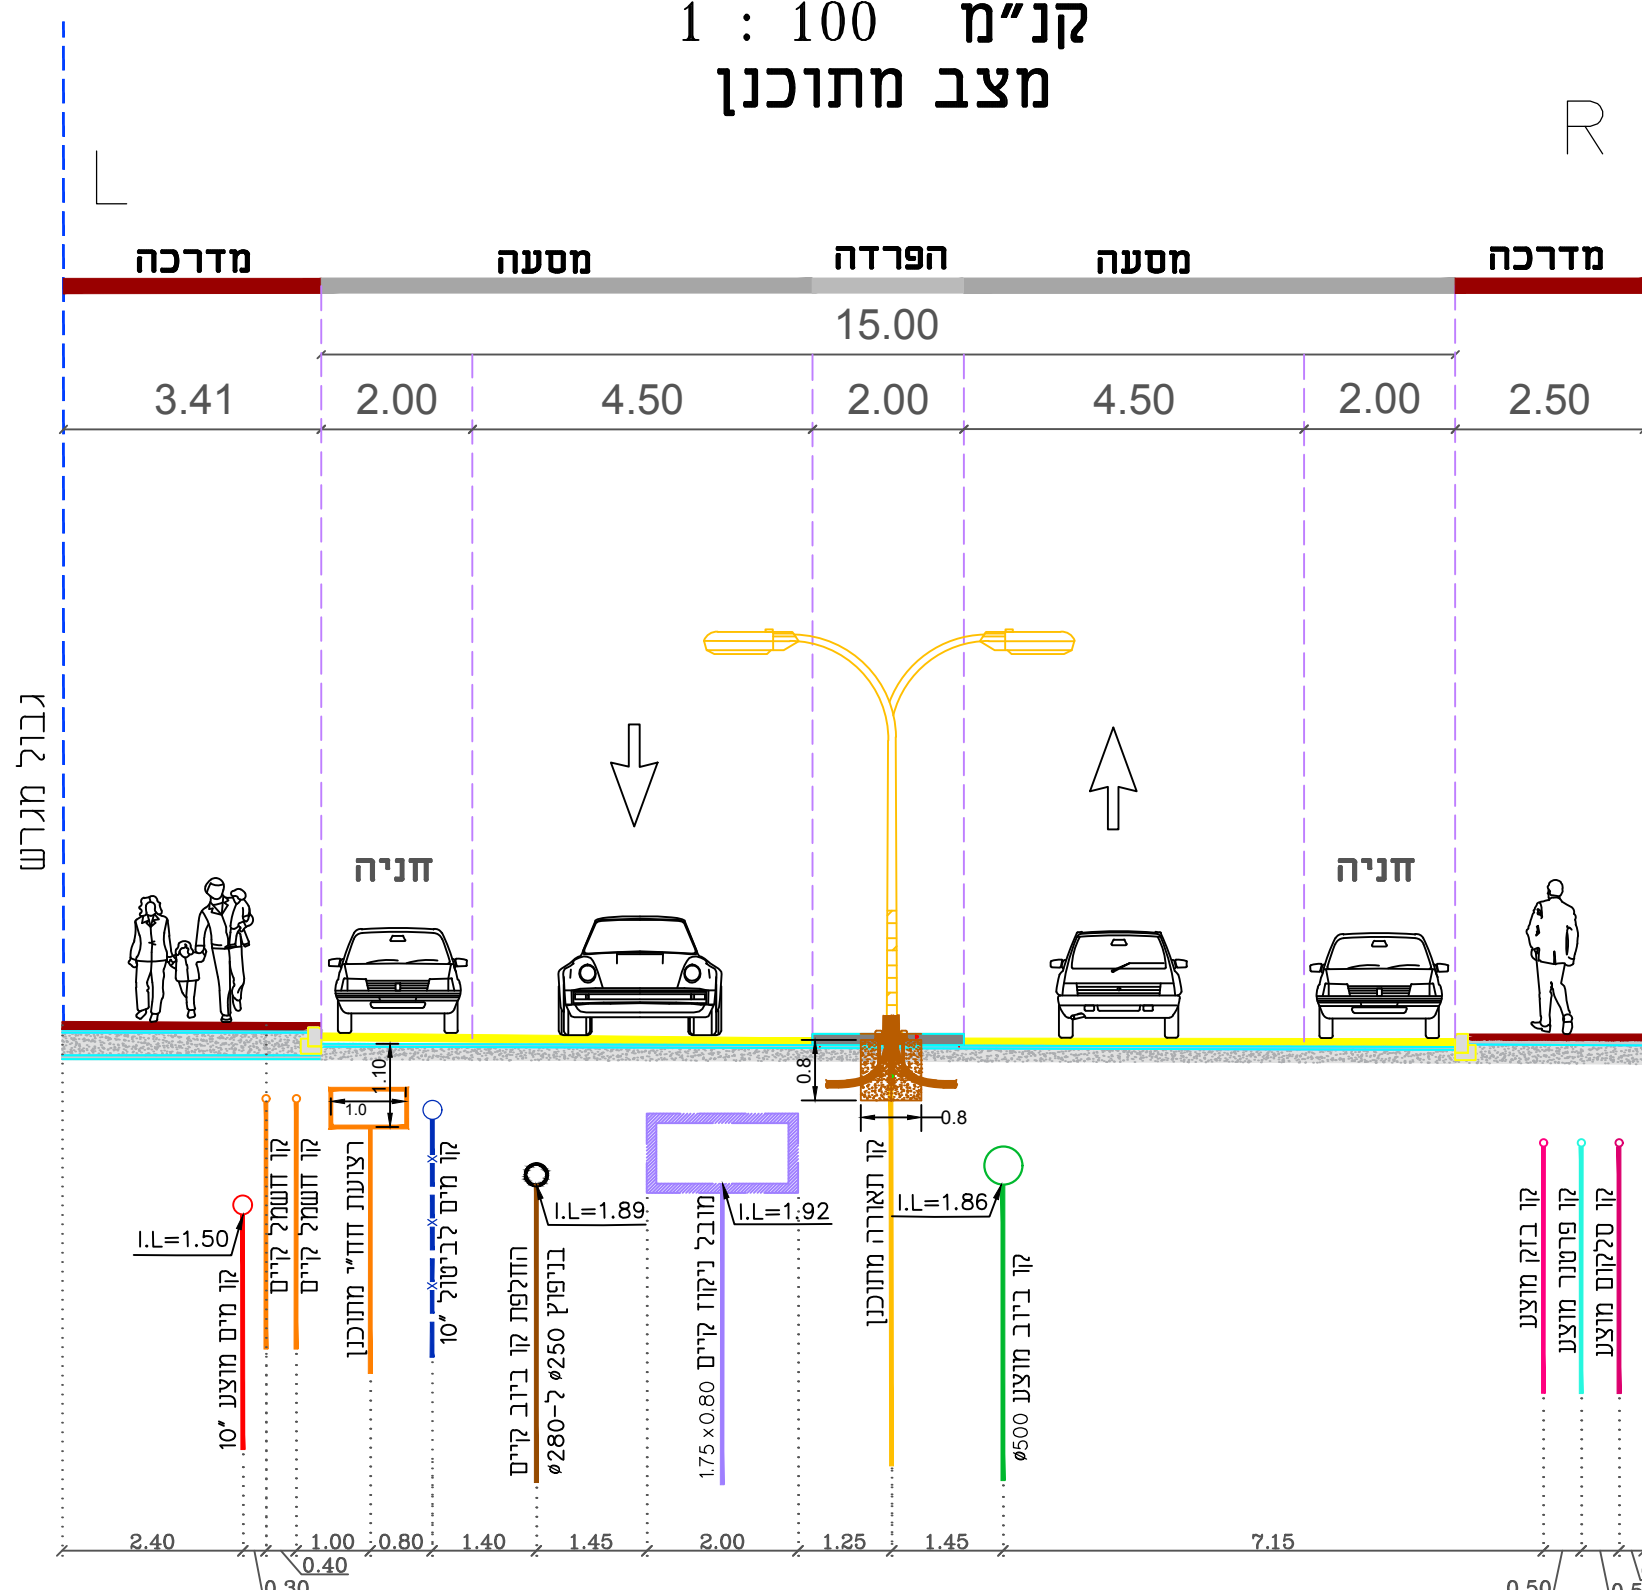 קנ"מ 100 : 1
מצב מתוכנן
L
R
מדרכה
מסעה
הפרדה
מסעה
מדרכה
15.00
3.41
2.00
4.50
2.00
4.50
2.00
2.50
גבול מגרש
חניה
חניה
1.10
1.0
0.8
0.8
I.L=1.50
I.L=1.89
I.L=1.92
I.L=1.86
קו מים מוצע "10
קו חשמל קיים
קו חשמל קיים
רצועת חח"י מתוכנן
קו מים לביטול "10
החלפת קו ביוב קיים
בניפוץ ø250 ל-ø280
מובל ניקוז קיים 1.75 x 0.80
קו תאורה מתוכנן
קו ביוב מוצע ø500
קו בזק מוצע
קו פרטנר מוצע
קו סלקום מוצע
2.40
0.30
0.40
1.00
0.80
1.40
1.45
2.00
1.25
1.45
7.15
0.50